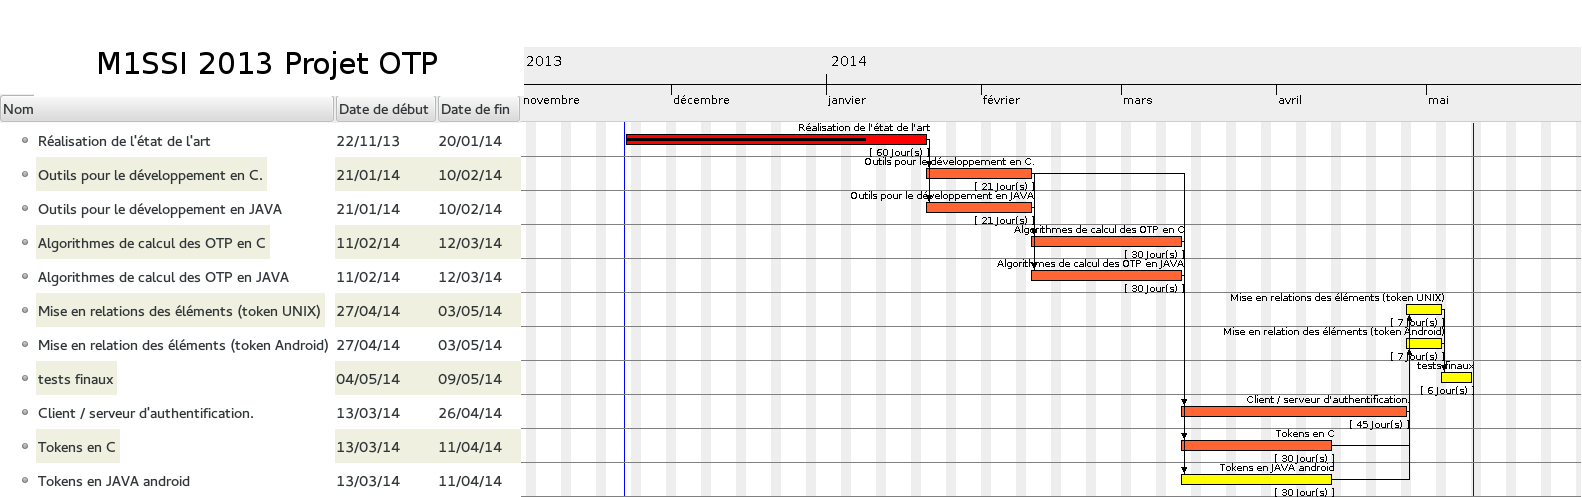 M1SSI 2013 Projet OTP
2013
2014
Nom
Date de début
Date de fin
novembre
décembre
janvier
février
mars
avril
mai
Réalisation de l'état de l'art
22/11/13
20/01/14
Réalisation de l'état de l'art
[ 60 Jour(s) ]
Outils pour le développement en C.
21/01/14
10/02/14
Outils pour le développement en C.
[ 21 Jour(s) ]
Outils pour le développement en JAVA
21/01/14
10/02/14
Outils pour le développement en JAVA
[ 21 Jour(s) ]
Algorithmes de calcul des OTP en C
11/02/14
12/03/14
Algorithmes de calcul des OTP en C
[ 30 Jour(s) ]
Algorithmes de calcul des OTP en JAVA
11/02/14
12/03/14
Algorithmes de calcul des OTP en JAVA
[ 30 Jour(s) ]
Mise en relations des éléments (token UNIX)
27/04/14
03/05/14
Mise en relations des éléments (token UNIX)
[ 7 Jour(s) ]
Mise en relation des éléments (token Android)
27/04/14
03/05/14
Mise en relation des éléments (token Android)
[ 7 Jour(s) ]
tests finaux
04/05/14
09/05/14
tests finaux
[ 6 Jour(s) ]
Client / serveur d'authentification.
13/03/14
26/04/14
Client / serveur d'authentification.
[ 45 Jour(s) ]
Tokens en C
13/03/14
11/04/14
Tokens en C
[ 30 Jour(s) ]
Tokens en JAVA android
13/03/14
11/04/14
Tokens en JAVA android
[ 30 Jour(s) ]